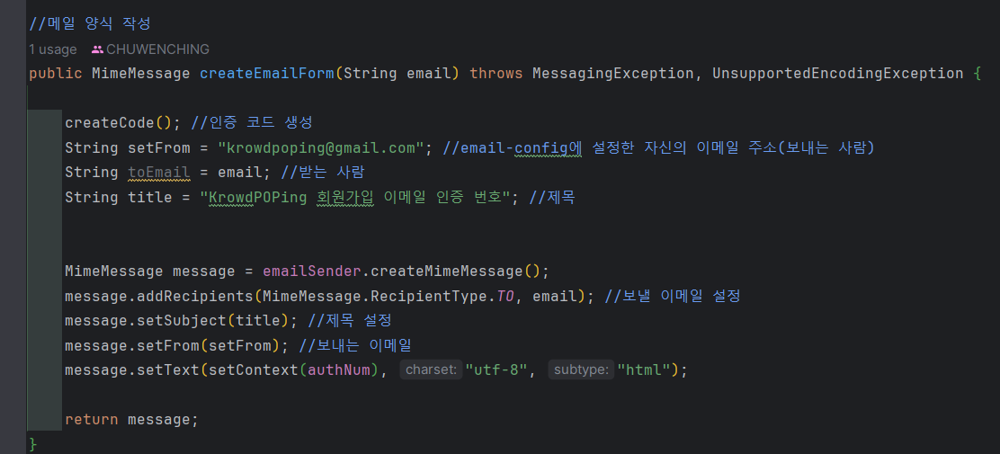 //메일 양식 작성
1 usage CHUWENCHING
public MimeMessage createEmailForm(String email) throws MessagingException, UnsupportedEncodingException {
createCode(); //인증 코드 생성
String setFrom = "krowdpoping@gmail.com"; //email-config에 설정한 자신의 이메일 주소(보내는 사람)
String toEmail = email; //받는 사람
String title = "KrowdPOPing 회원가입 이메일 인증 번호"; //제목
MimeMessage message = emailSender.createMimeMessage();
message.addRecipients(MimeMessage.RecipientType.TO, email); //보낼 이메일 설정
message.setSubject(title); //제목 설정
message.setFrom(setFrom); //보내는 이메일
message.setText(setContext(authNum), charset: "utf-8", subtype: "html");
return message;
}